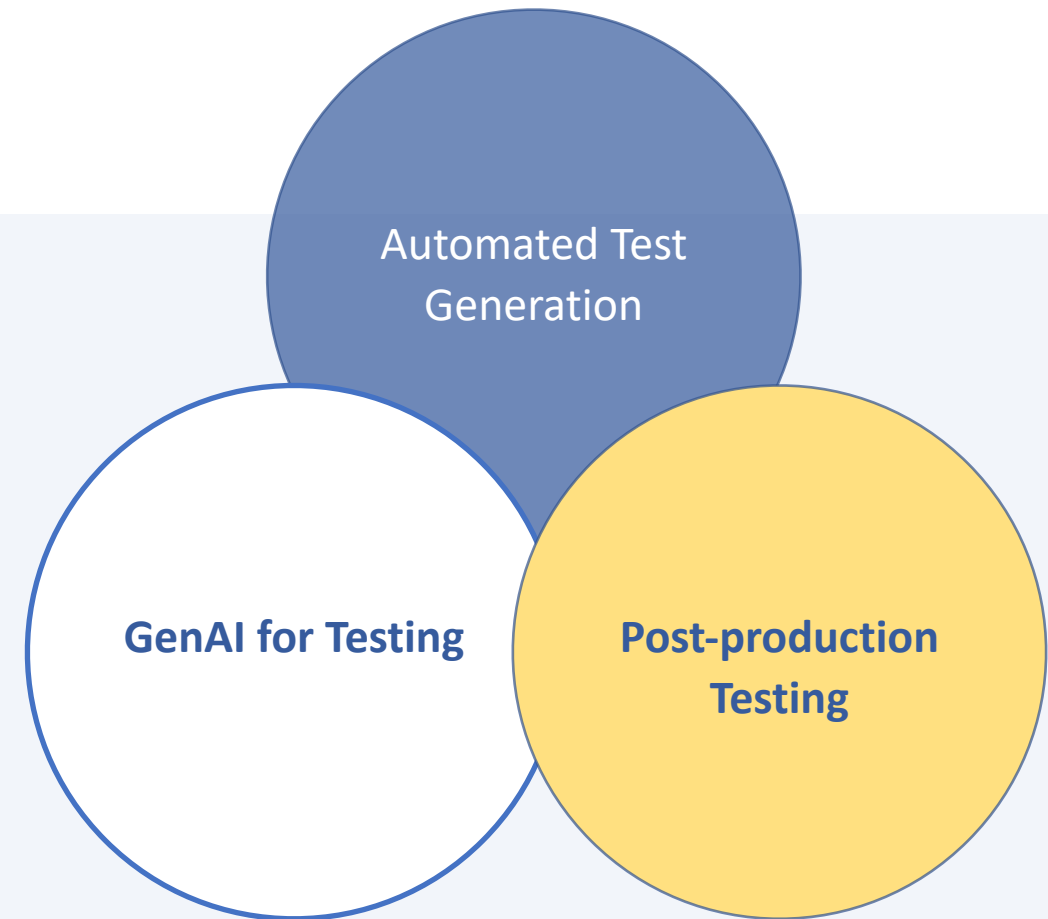 Automated Test
Generation
GenAI for Testing
Post-production
Testing